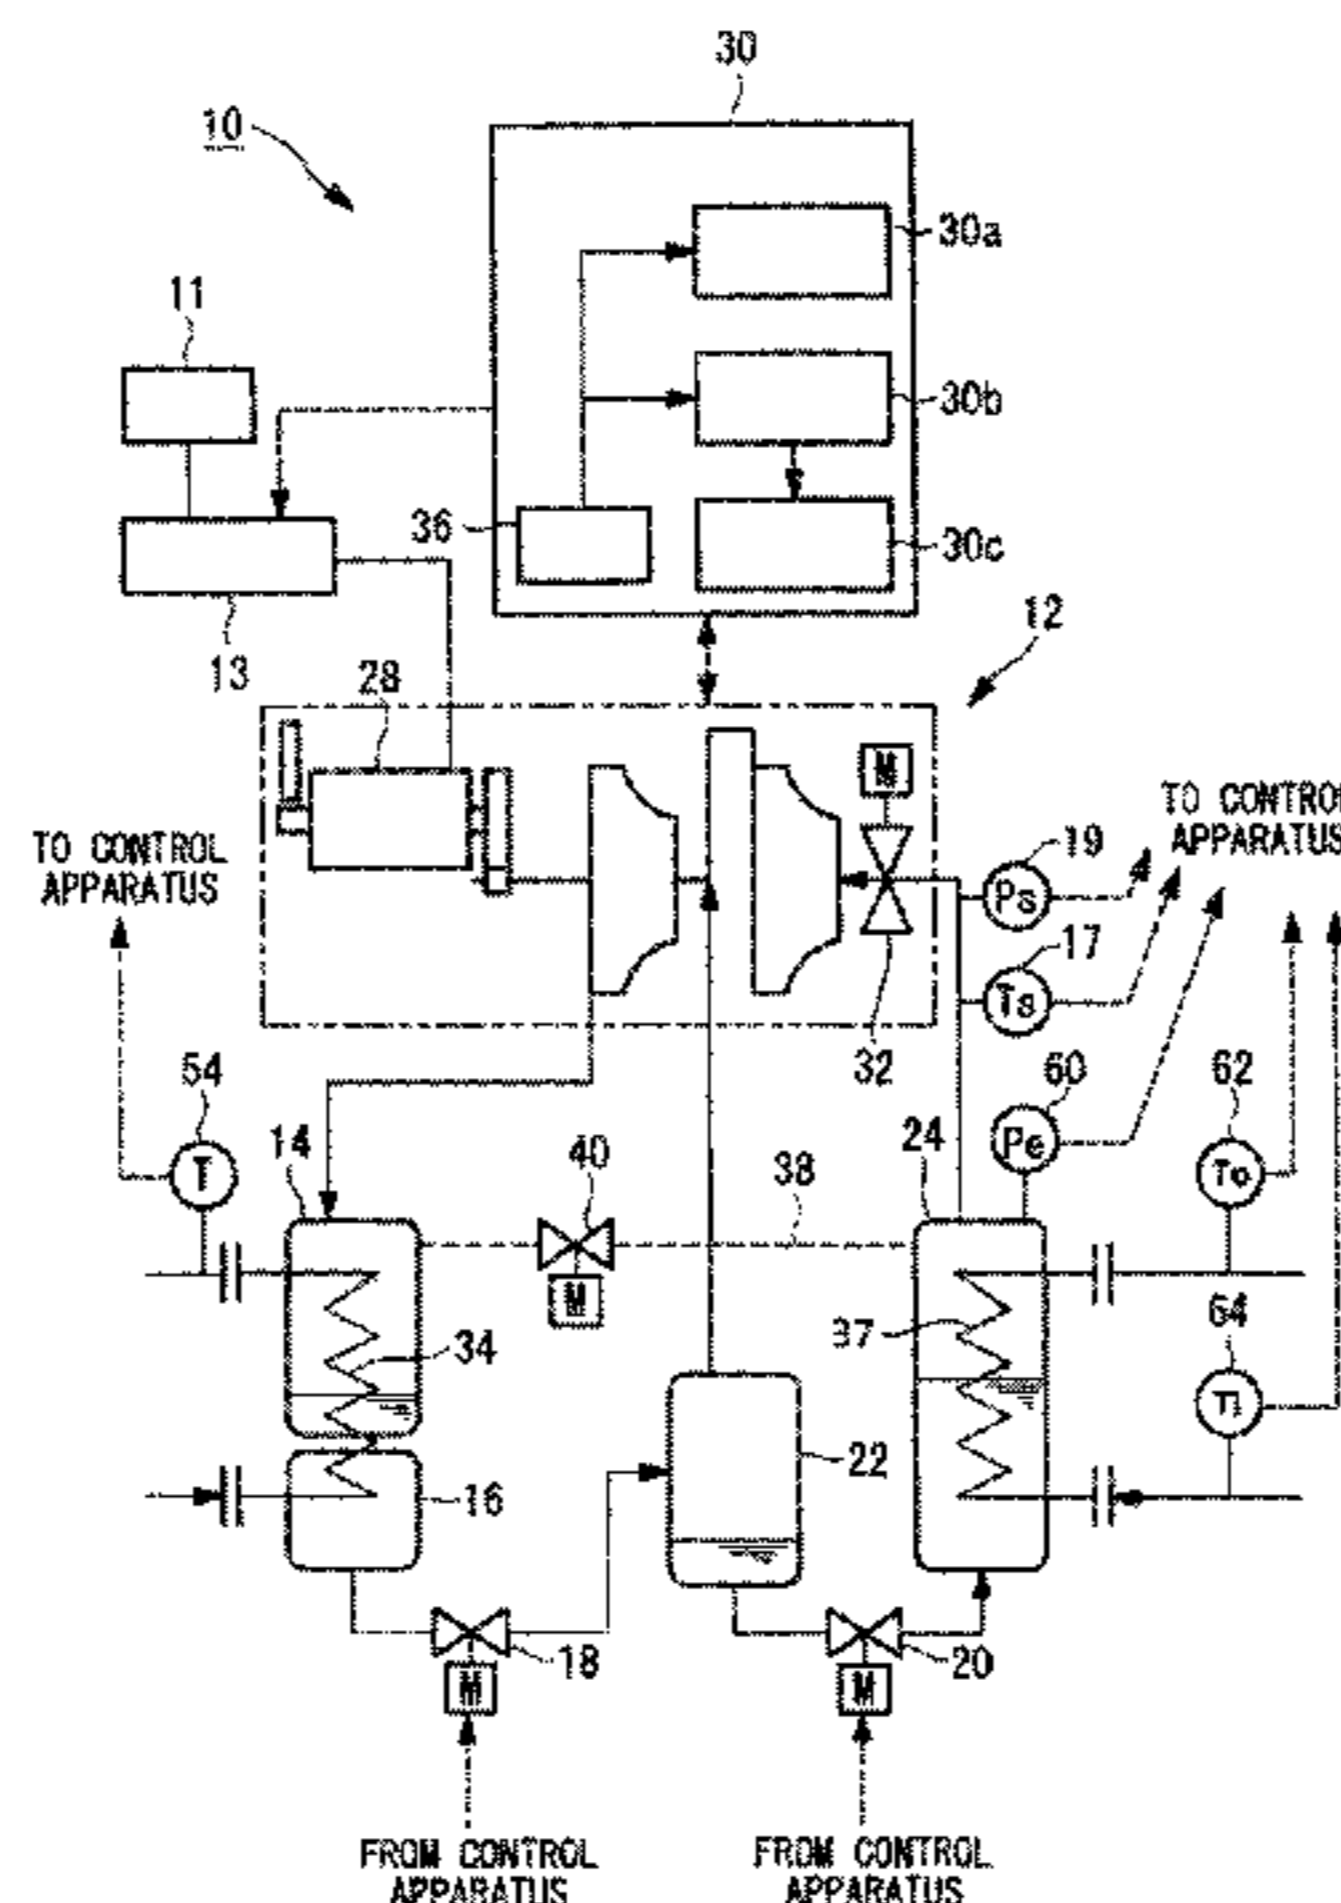 30
10
30a
11
30b
36
30c
12
13
28
M
TO CONTROL
APPARATUS
19
TO CONTROL
APPARATUS
Ps
17
Ts
32
54
60
62
14
40
24
Pe
T
38
To
M
64
34
37
TI
22
16
18
20
M
M
FROM CONTROL
APPARATUS
FROM CONTROL
APPARATUS